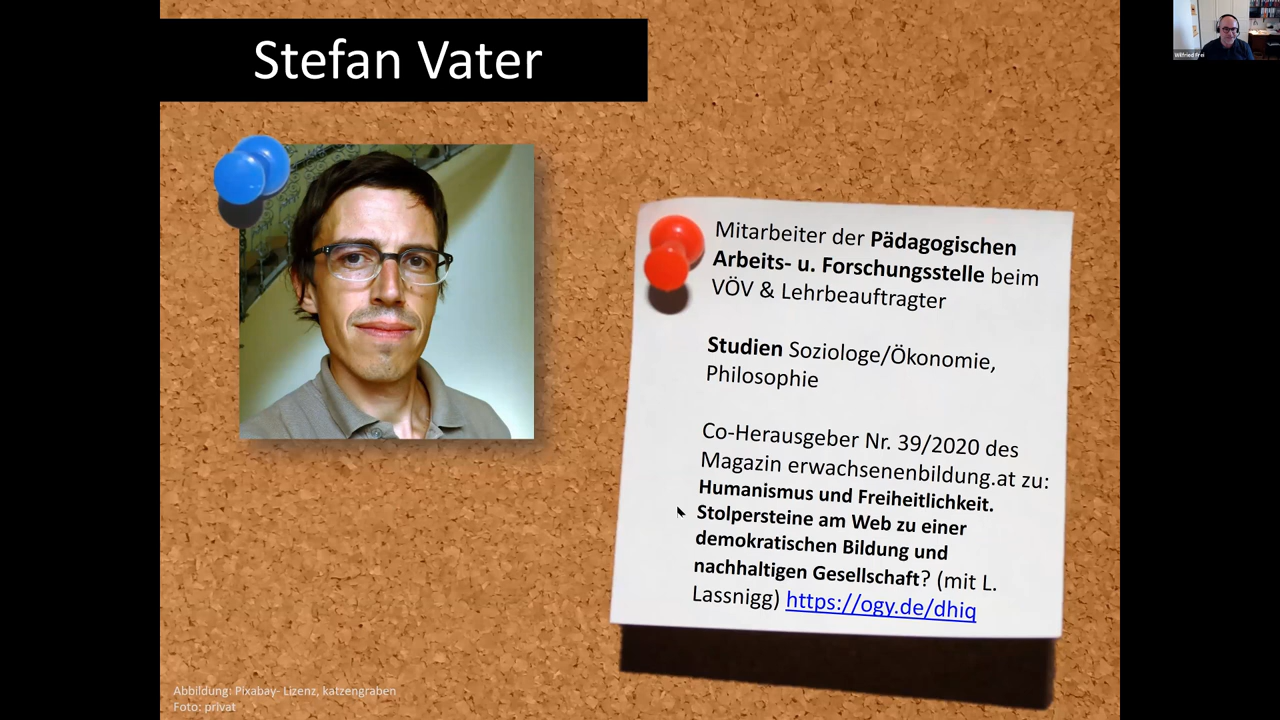 Stefan Vater
Wilfried Frei
Mitarbeiter der Pädagogischen
Arbeits- u. Forschungsstelle beim
VÖV & Lehrbeauftragter
Studien Soziologe/Ökonomie,
Philosophie
Co-Herausgeber Nr. 39/2020 des
Magazin erwachsenenbildung.at zu:
Humanismus und Freiheitlichkeit.
Stolpersteine am Web zu einer
demokratischen Bildung und
nachhaltigen Gesellschaft? (mit L.
Lassnigg) https://ogy.de/dhiq
Abbildung: Pixabay- Lizenz, katzengraben
Foto: privat